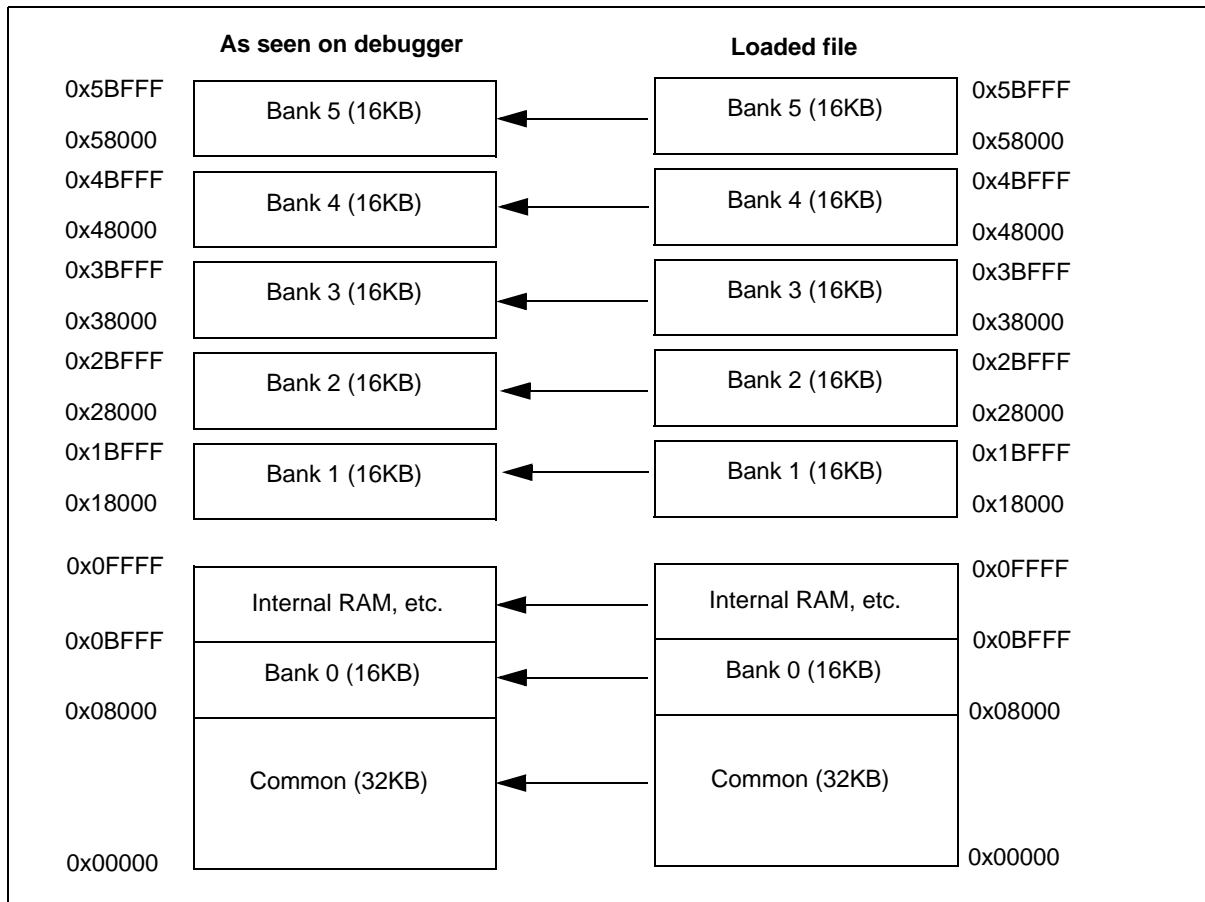 As seen on debugger
Loaded file
0x5BFFF
Bank 5 (16KB)
Bank 5 (16KB)
0x5BFFF
0x58000
0x58000
0x4BFFF
Bank 4 (16KB)
Bank 4 (16KB)
0x4BFFF
0x48000
0x48000
0x3BFFF
Bank 3 (16KB)
Bank 3 (16KB)
0x3BFFF
0x38000
0x38000
0x2BFFF
Bank 2 (16KB)
Bank 2 (16KB)
0x2BFFF
0x28000
0x28000
0x1BFFF
Bank 1 (16KB)
Bank 1 (16KB)
0x1BFFF
0x18000
0x18000
0x0FFFF
0x0FFFF
Internal RAM, etc.
Internal RAM, etc.
0x0BFFF
0x0BFFF
Bank 0 (16KB)
Bank 0 (16KB)
0x08000
0x08000
Common (32KB)
Common (32KB)
0x00000
0x00000